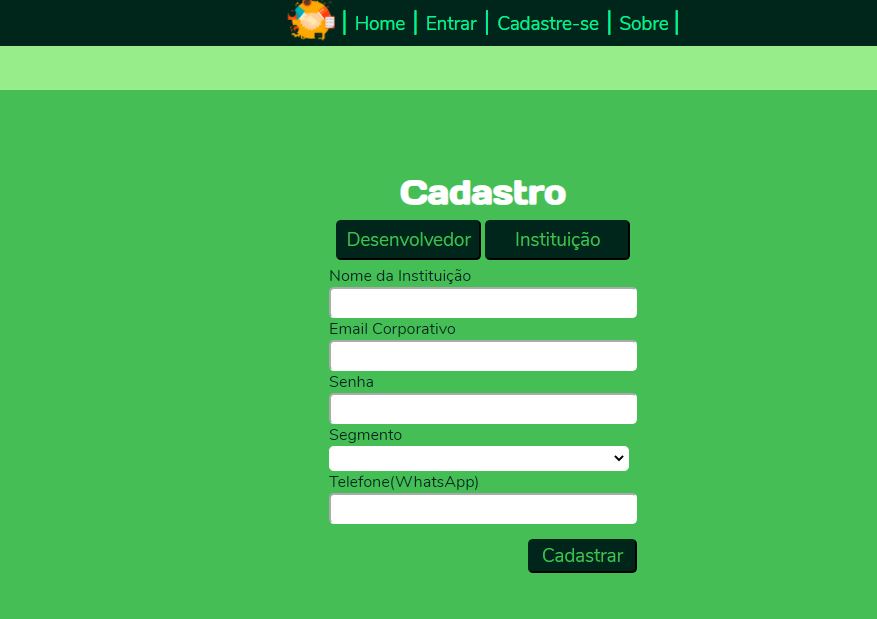 | Home | Entrar | Cadastre-se | Sobre |
Cadastro
Desenvolvedor Instituição
Nome da Instituição
Email Corporativo
Senha
Segmento
Telefone(WhatsApp)
Cadastrar